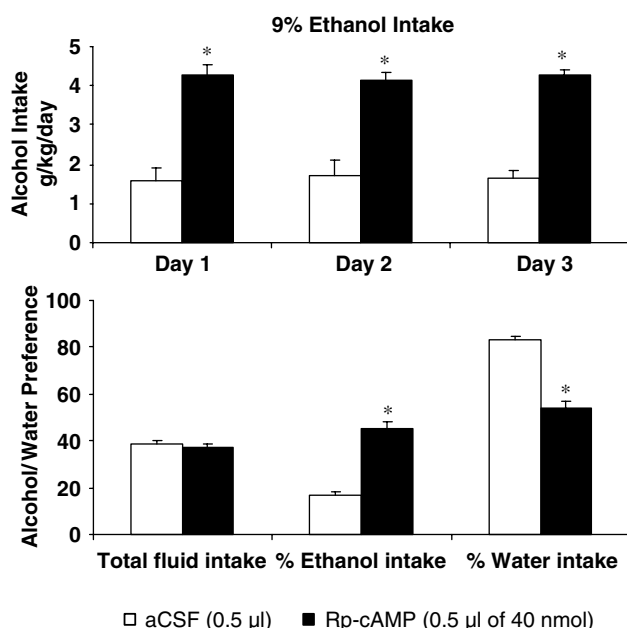 9% Ethanol Intake
Alcohol Intake
g/kg/day
5
4
3
2
1
0
* * *
Day 1 Day 2 Day 3
Alcohol/Water Preference
100
80
60
40
20
0
* *
Total fluid intake % Ethanol intake % Water intake
aCSF (0.5 µl) Rp-cAMP (0.5 µl of 40 nmol)